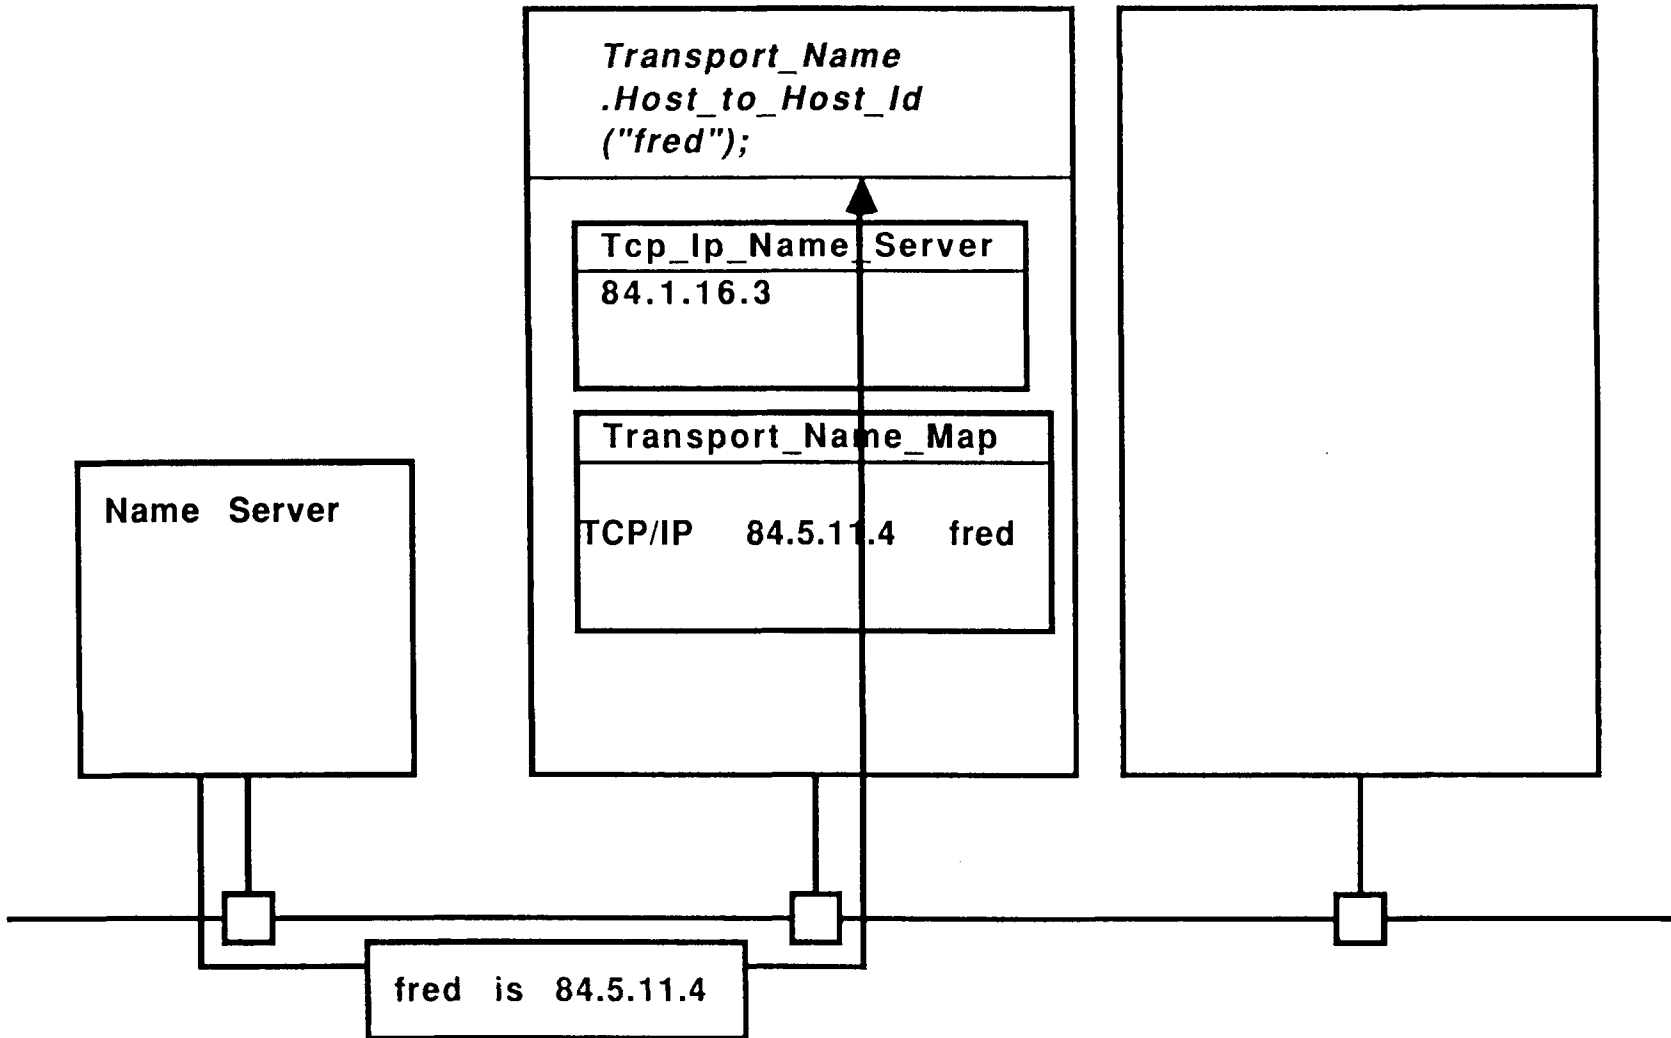 Transport_Name
.Host_to_Host_Id
("fred");
Tcp_Ip_Name_Server
84.1.16.3
Transport_Name_Map
Name Server
TCP/IP 84.5.11.4 fred
fred is 84.5.11.4